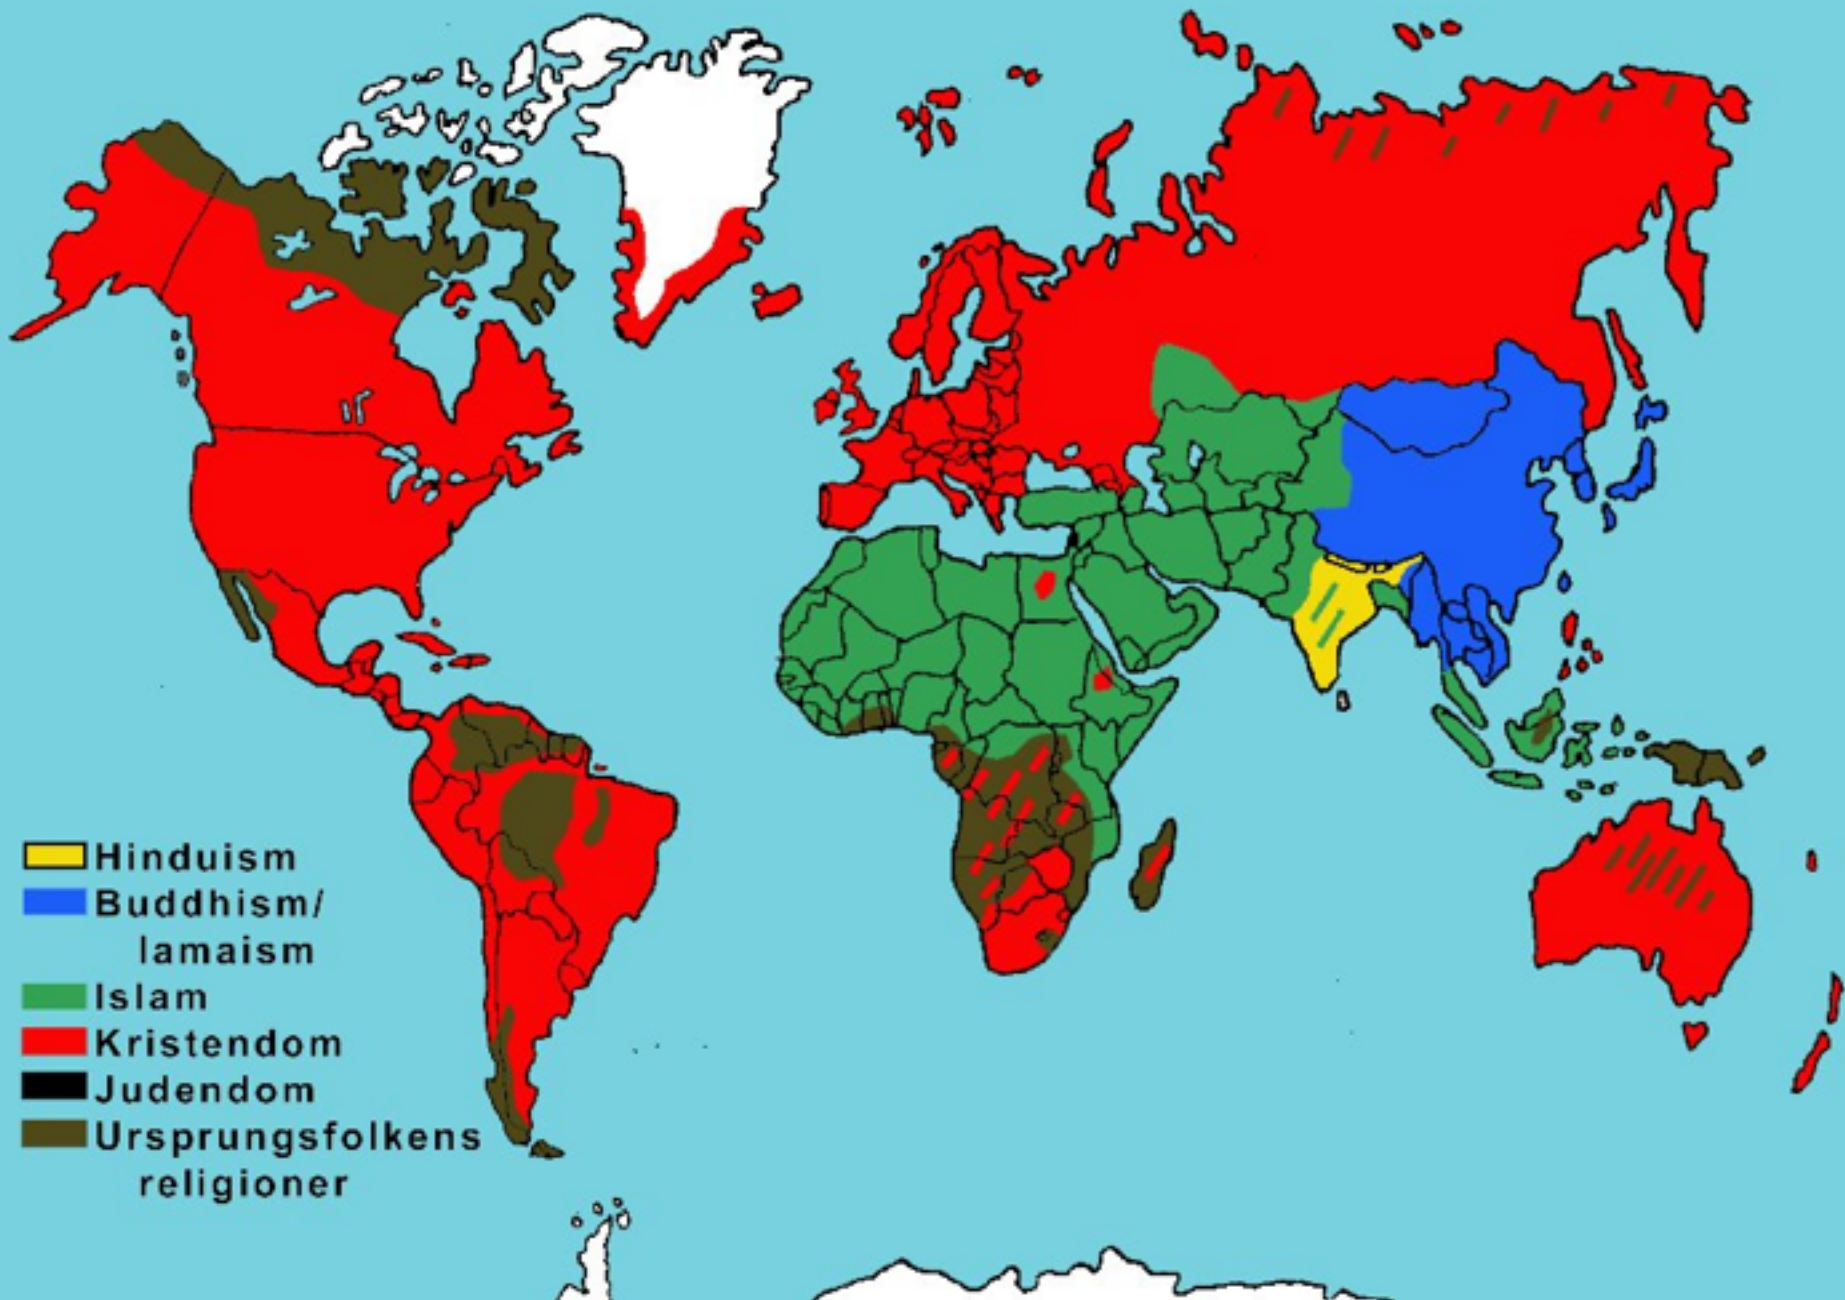 Hinduism
Buddhism/
lamaism
Islam
Kristendom
Judendom
Ursprungsfolkens
religioner